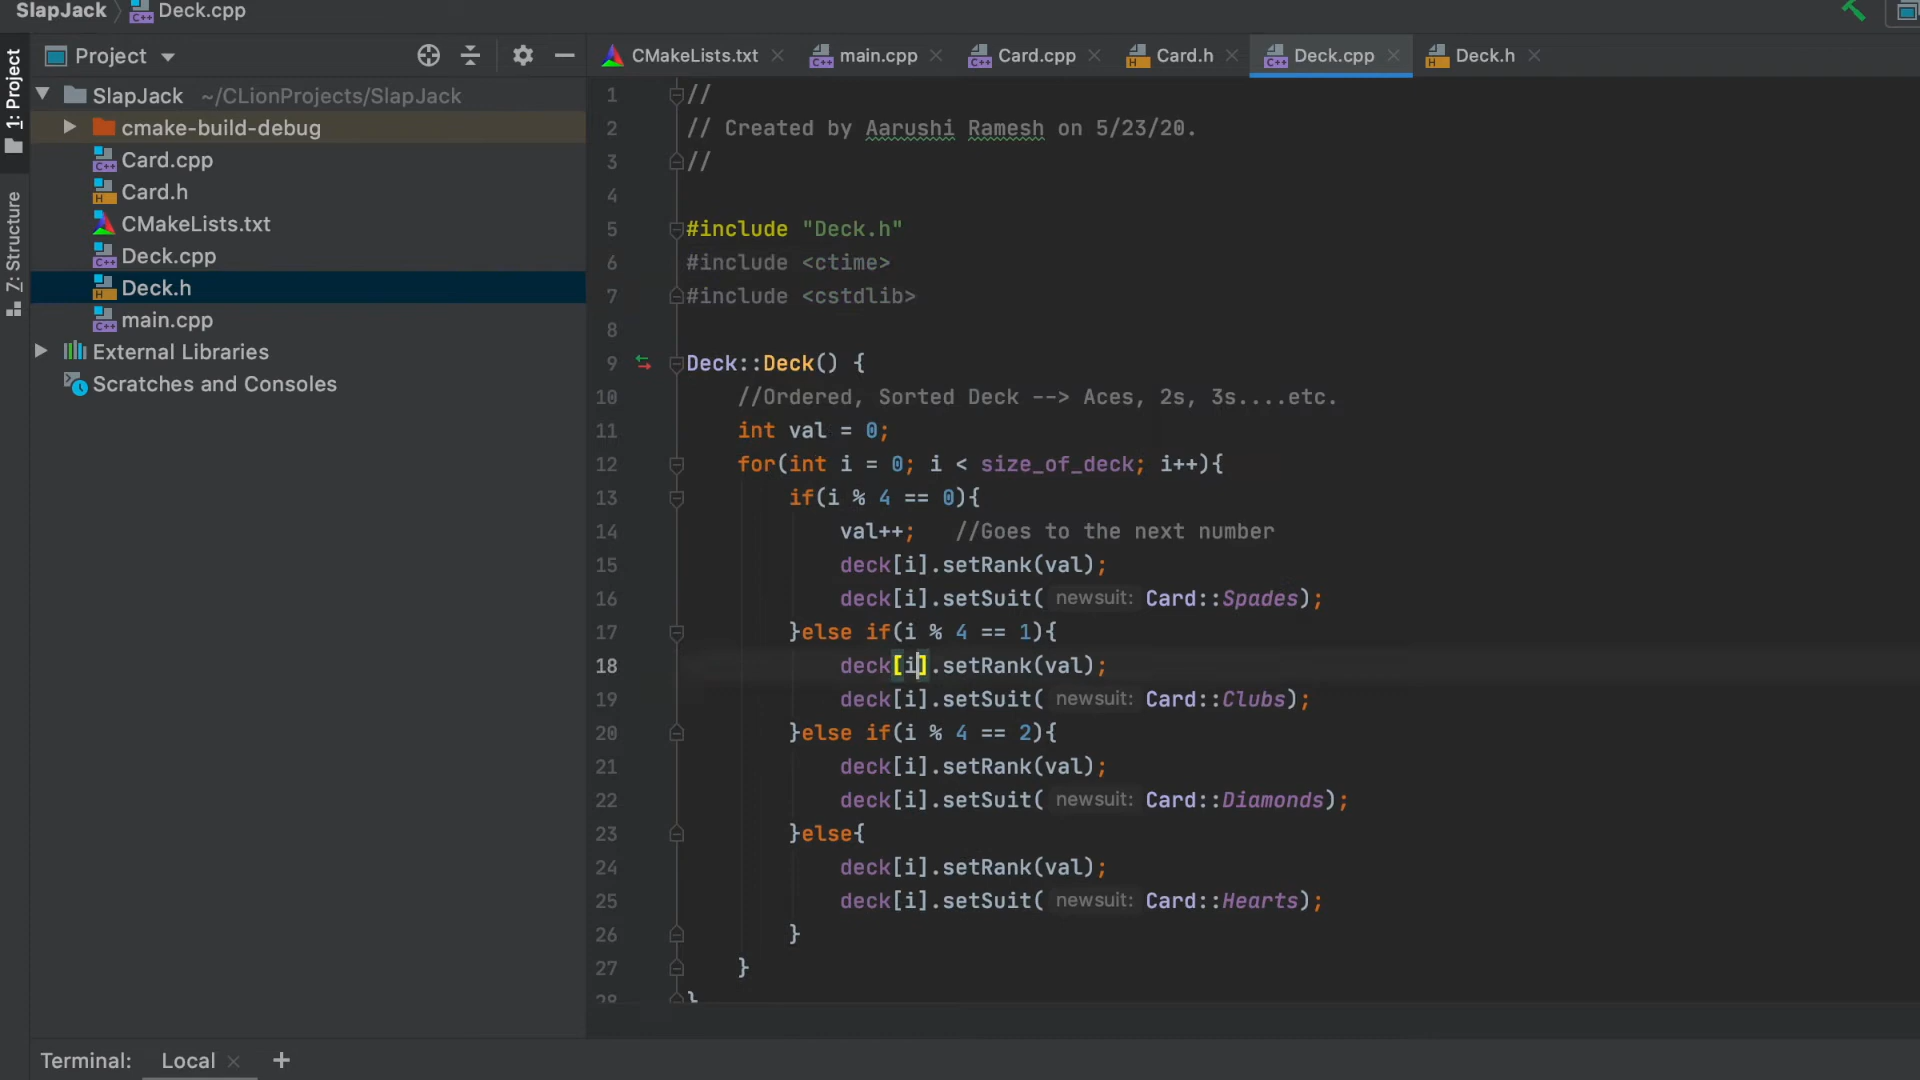 SlapJack Deck.cpp
Project
CMakeLists.txt main.cpp Card.cpp Card.h Deck.cpp Deck.h
1: Project
Z: Structure
SlapJack ~/CLionProjects/SlapJack
cmake-build-debug
Card.cpp
Card.h
CMakeLists.txt
Deck.cpp
Deck.h
main.cpp
External Libraries
Scratches and Consoles
1 //
2 // Created by Aarushi Ramesh on 5/23/20.
3 //
4
5 #include "Deck.h"
6 #include <ctime>
7 #include <cstdlib>
8
9 Deck::Deck() {
10 //Ordered, Sorted Deck --> Aces, 2s, 3s....etc.
11 int val = 0;
12 for(int i = 0; i < size_of_deck; i++){
13 if(i % 4 == 0){
14 val++; //Goes to the next number
15 deck[i].setRank(val);
16 deck[i].setSuit( newsuit: Card::Spades);
17 }else if(i % 4 == 1){
18 deck[i].setRank(val);
19 deck[i].setSuit( newsuit: Card::Clubs);
20 }else if(i % 4 == 2){
21 deck[i].setRank(val);
22 deck[i].setSuit( newsuit: Card::Diamonds);
23 }else{
24 deck[i].setRank(val);
25 deck[i].setSuit( newsuit: Card::Hearts);
26 }
27 }
28 }
Terminal: Local +